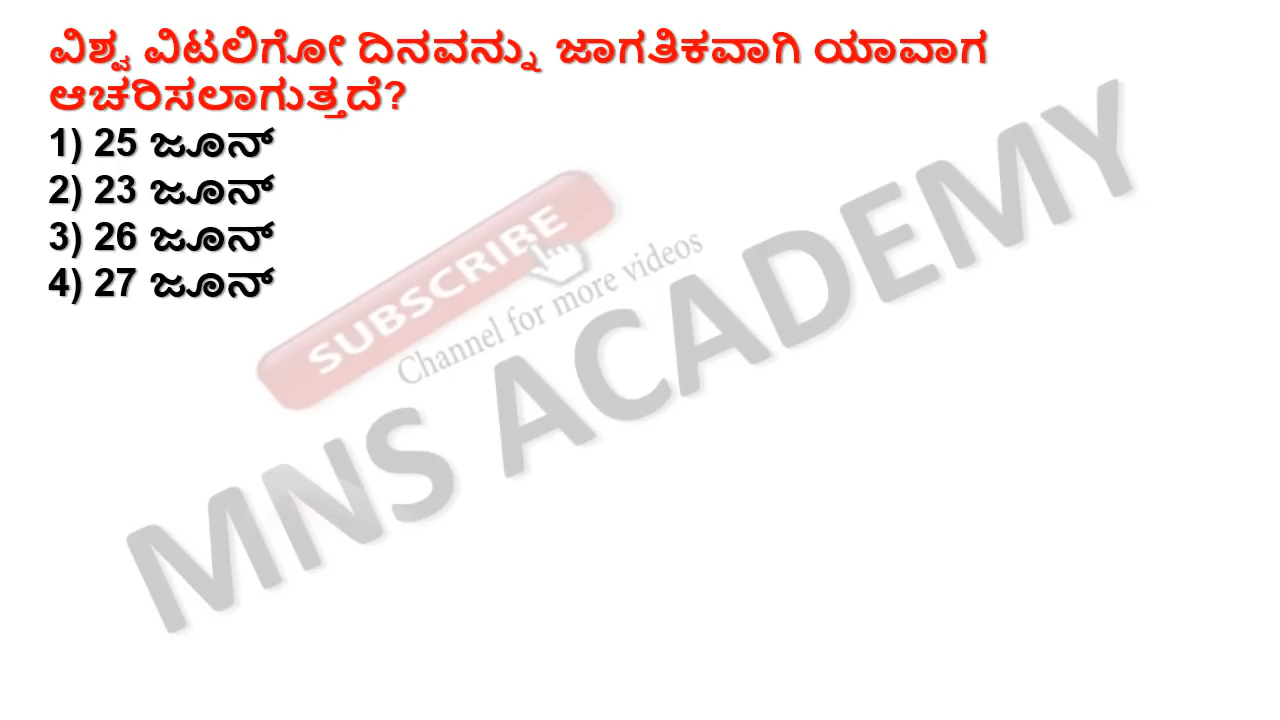 ವಿಶ್ವ ವಿಟಲಿಗೋ ದಿನವನ್ನು ಜಾಗತಿಕವಾಗಿ ಯಾವಾಗ
ಆಚರಿಸಲಾಗುತ್ತದೆ?
1) 25 ಜೂನ್
2) 23 ಜೂನ್
3) 26 ಜೂನ್
4) 27 ಜೂನ್
SUBSCRIBE
Channel for more videos
MNS ACADEMY